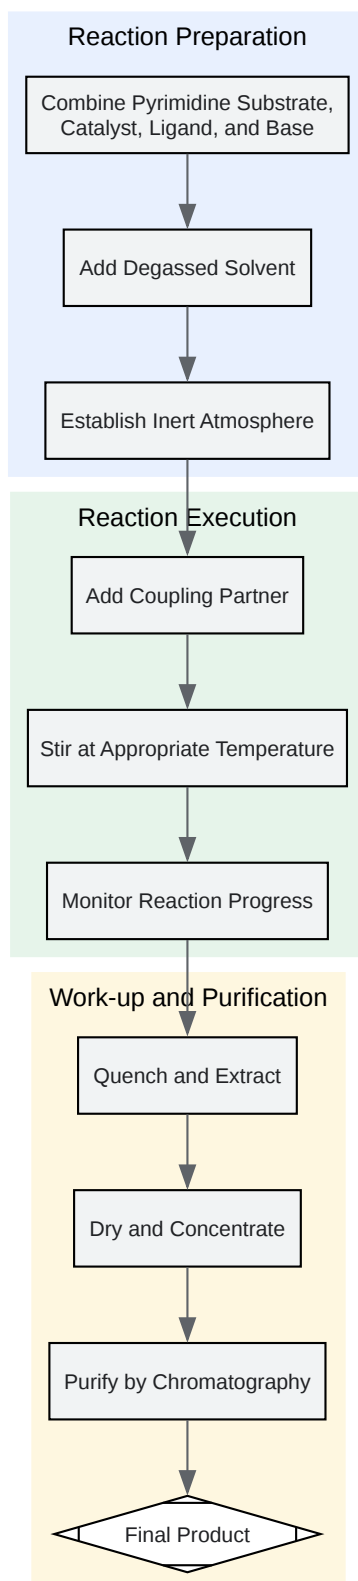 Reaction Preparation
Combine Pyrimidine Substrate,
Catalyst, Ligand, and Base
Add Degassed Solvent
Establish Inert Atmosphere
Reaction Execution
Add Coupling Partner
Stir at Appropriate Temperature
Monitor Reaction Progress
Work-up and Purification
Quench and Extract
Dry and Concentrate
Purify by Chromatography
Final Product